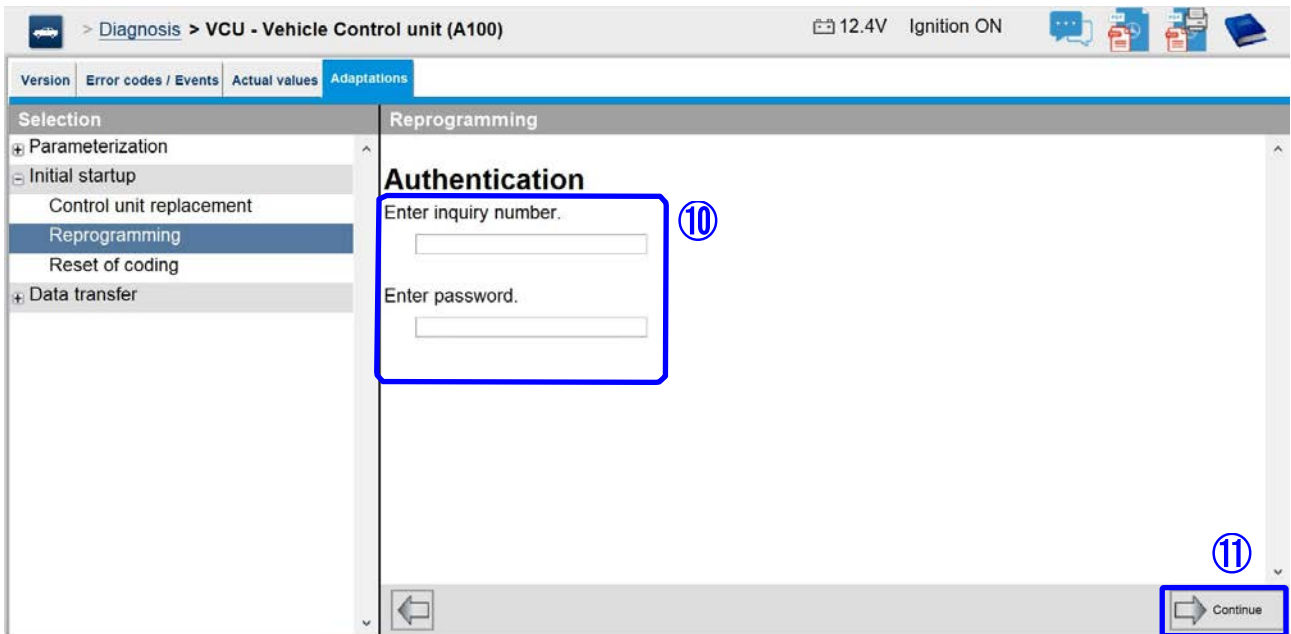 > Diagnosis > VCU - Vehicle Control unit (A100) 12.4V Ignition ON
Version Error codes / Events Actual values Adaptations
Selection Reprogramming
Parameterization
Initial startup
Control unit replacement
Reprogramming
Reset of coding
Data transfer
Authentication
Enter inquiry number.
⑩
Enter password.
⑪
Continue